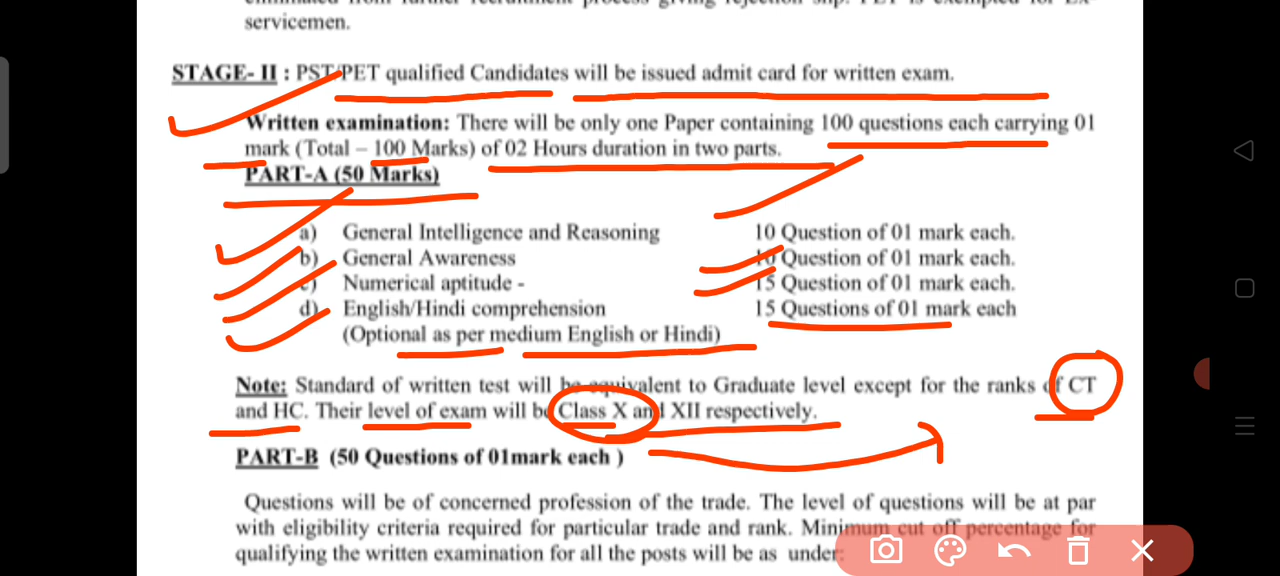 servicemen.
STAGE- II : PST/PET qualified Candidates will be issued admit card for written exam.
Written examination: There will be only one Paper containing 100 questions each carrying 01
mark (Total – 100 Marks) of 02 Hours duration in two parts.
PART-A (50 Marks)
a) General Intelligence and Reasoning 10 Question of 01 mark each.
b) General Awareness 10 Question of 01 mark each.
c) Numerical aptitude - 15 Question of 01 mark each.
d) English/Hindi comprehension 15 Questions of 01 mark each
(Optional as per medium English or Hindi)
Note: Standard of written test will be equivalent to Graduate level except for the ranks of CT
and HC. Their level of exam will be Class X and XII respectively.
PART-B (50 Questions of 01mark each )
Questions will be of concerned profession of the trade. The level of questions will be at par
with eligibility criteria required for particular trade and rank. Minimum cut off percentage for
qualifying the written examination for all the posts will be as under: